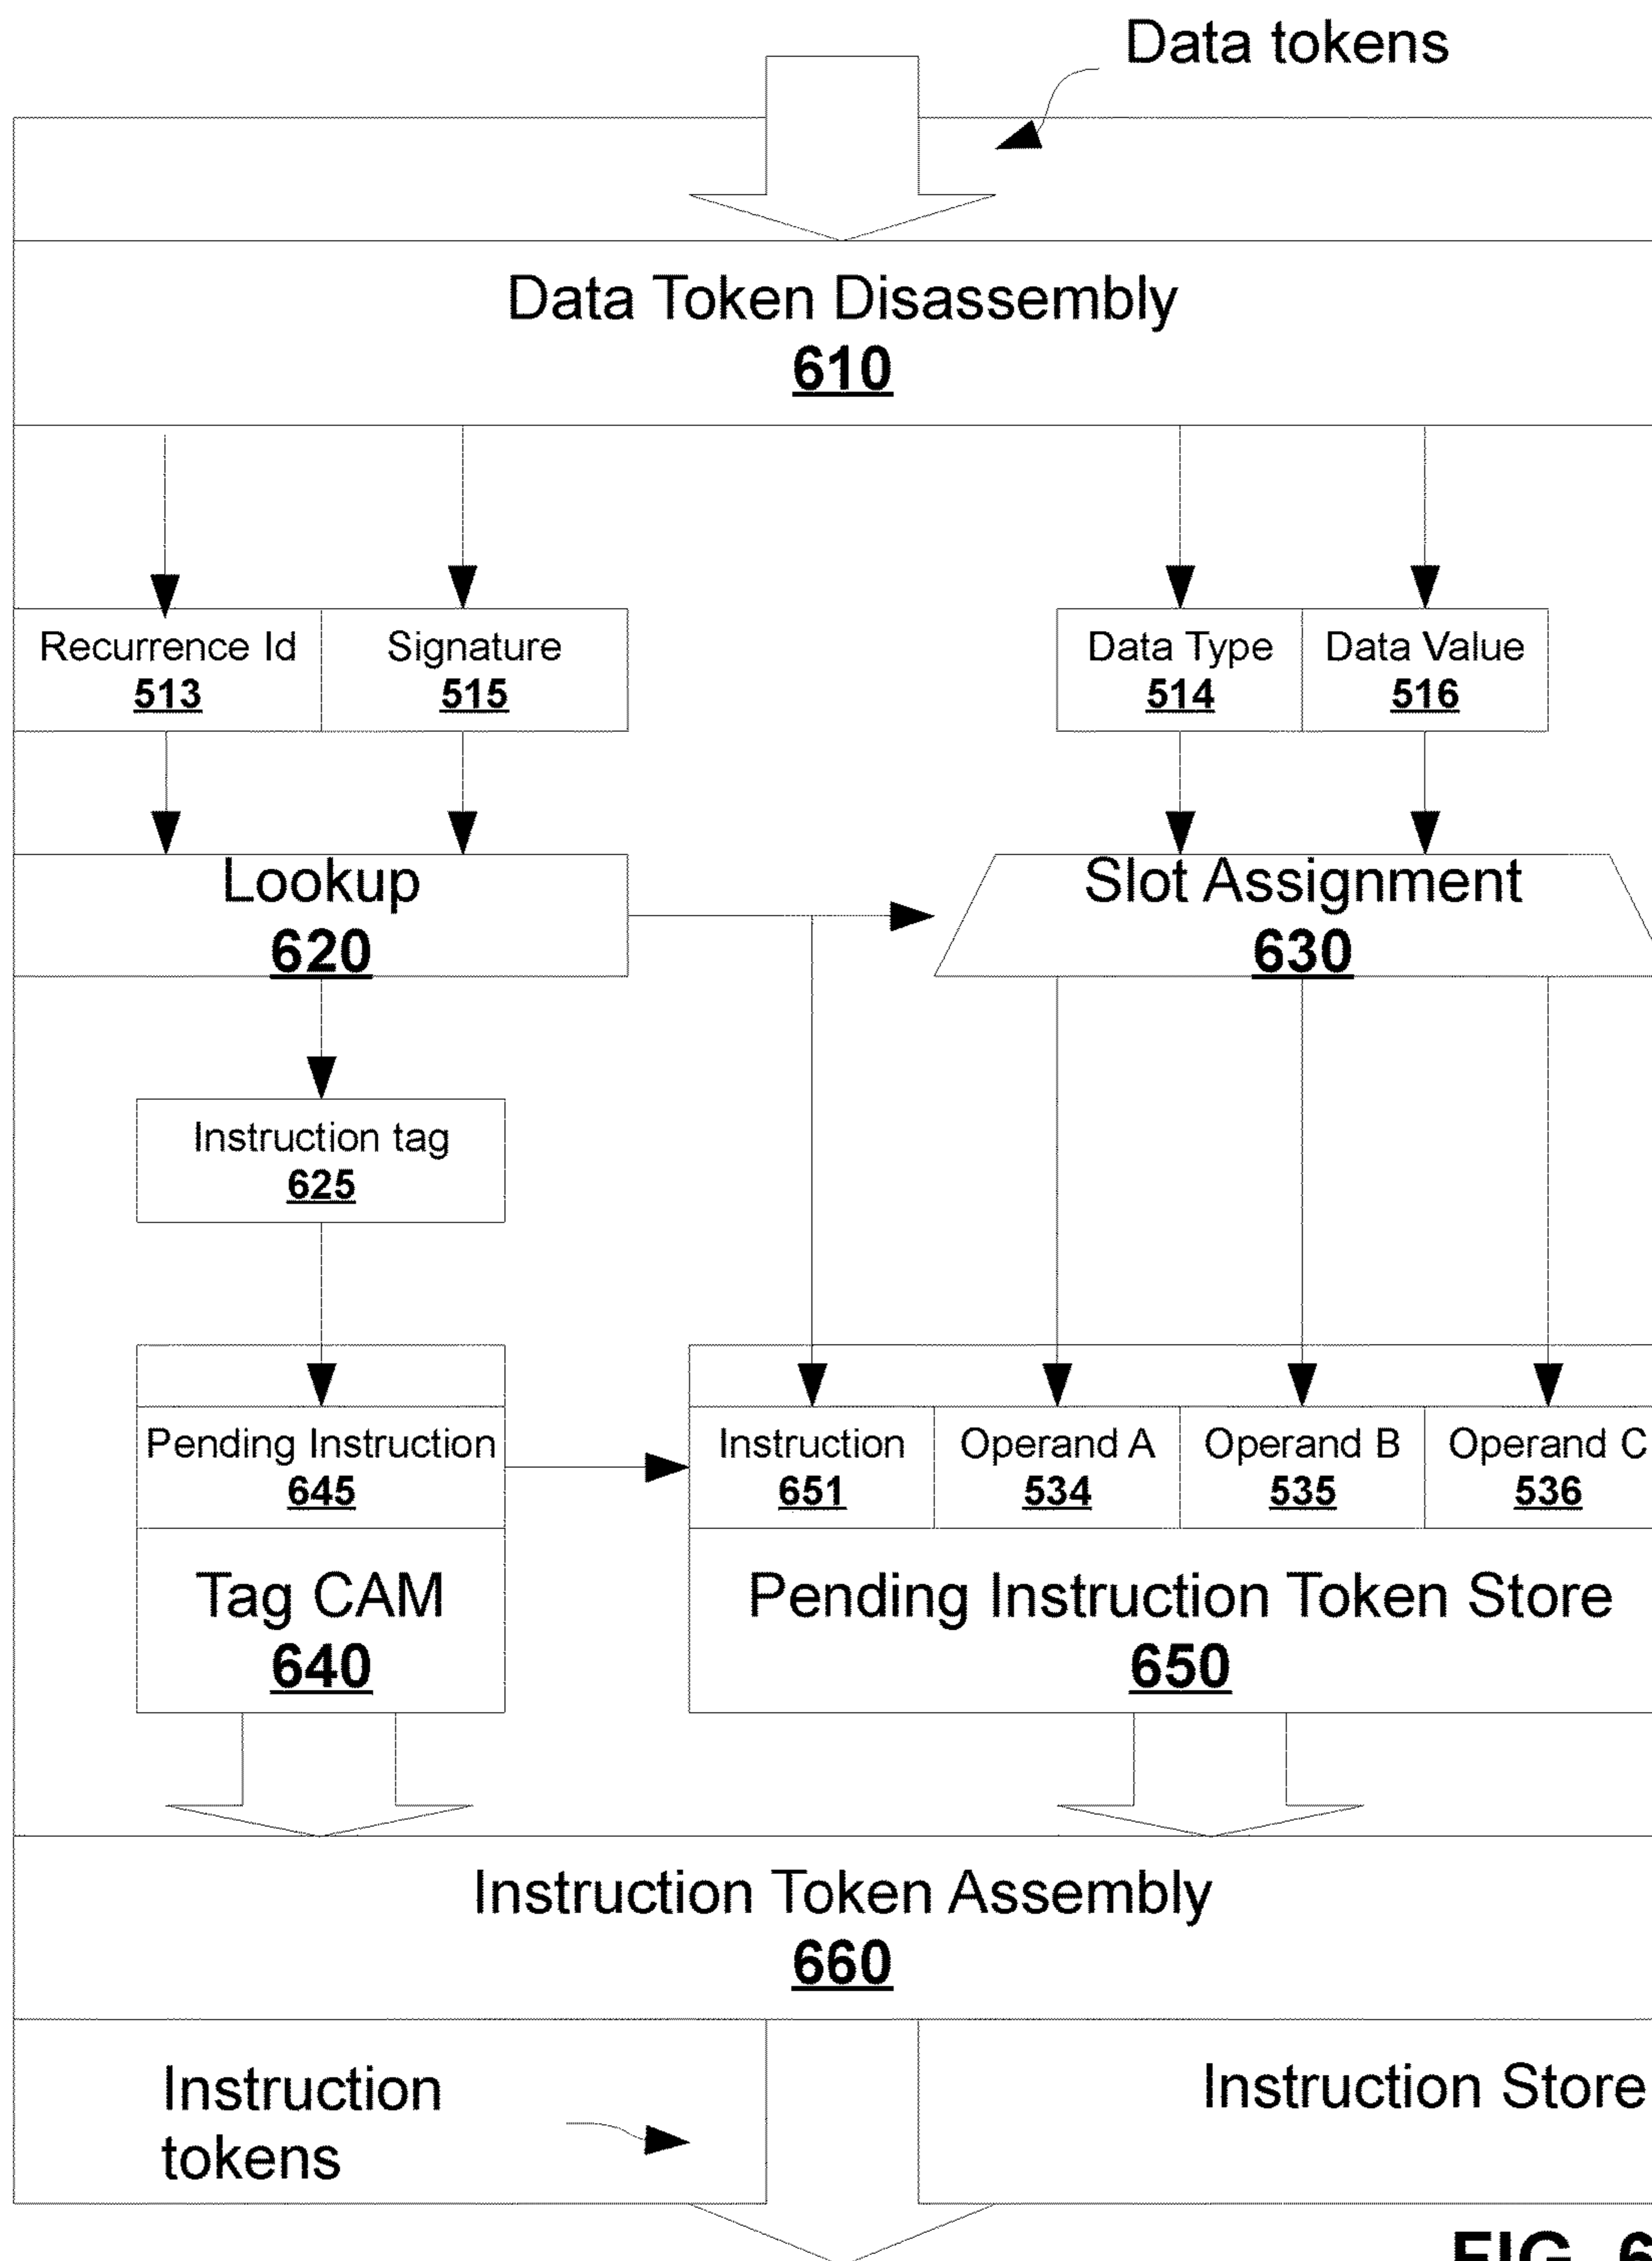 Data tokens
Data Token Disassembly
610
Recurrence Id
513
Signature
515
Data Type
514
Data Value
516
Lookup
620
Slot Assignment
630
Instruction tag
625
Pending Instruction
645
Instruction
651
Operand A
534
Operand B
535
Operand C
536
Tag CAM
640
Pending Instruction Token Store
650
Instruction Token Assembly
660
Instruction
tokens
Instruction Store
FIG. 6